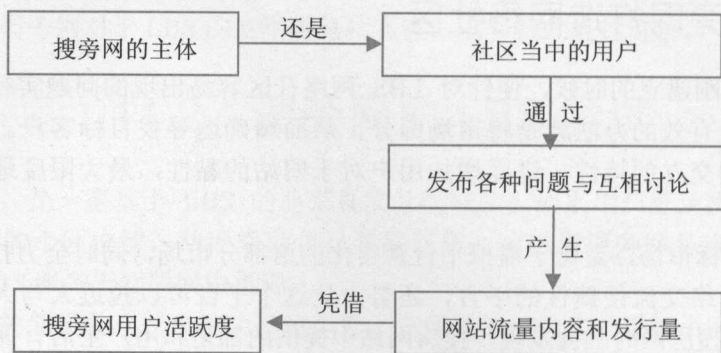 搜旁网的主体
还是
社区当中的用户
通过
发布各种问题与互相讨论
产生
网站流量内容和发行量
凭借
搜旁网用户活跃度